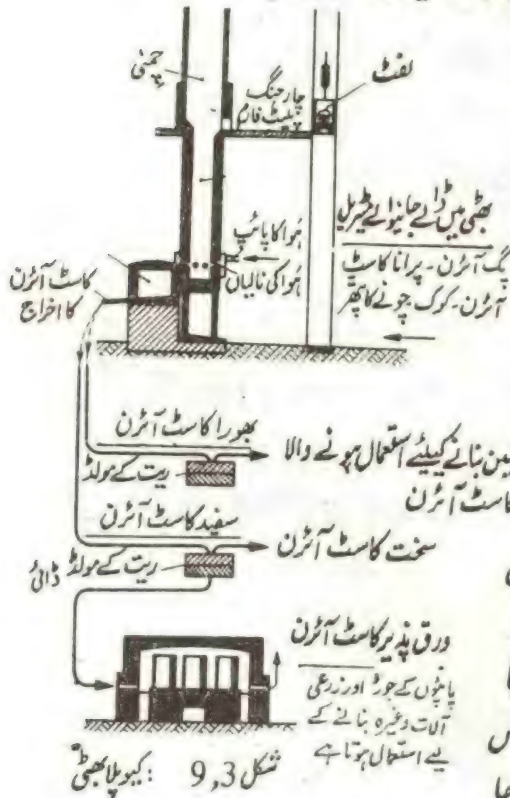 چمنی
لفٹ
چارجنگ
پلیٹ فارم
بھٹی میں ڈالے جانیوالے میٹریل
پگ آئرن - پرانا کاسٹ
آئرن - کوک چونے کا پتھر
ہوا کا پائپ
ہوا کی نالیاں
کاسٹ آئرن
کا اخراج
بھورا کاسٹ آئرن
ریت کے مولڈ
بنانے کیلئے استعمال ہونے والا
کاسٹ آئرن
سفید کاسٹ آئرن
ریت کے مولڈ
ڈائی
سخت کاسٹ آئرن
ورق پذیر کاسٹ آئرن
پائپوں کے جوڑ اور زرعی
آلات وغیرہ بنانے کے
لیے استعمال ہوتا ہے
شکل 9,3 : کیوپلا بھٹی